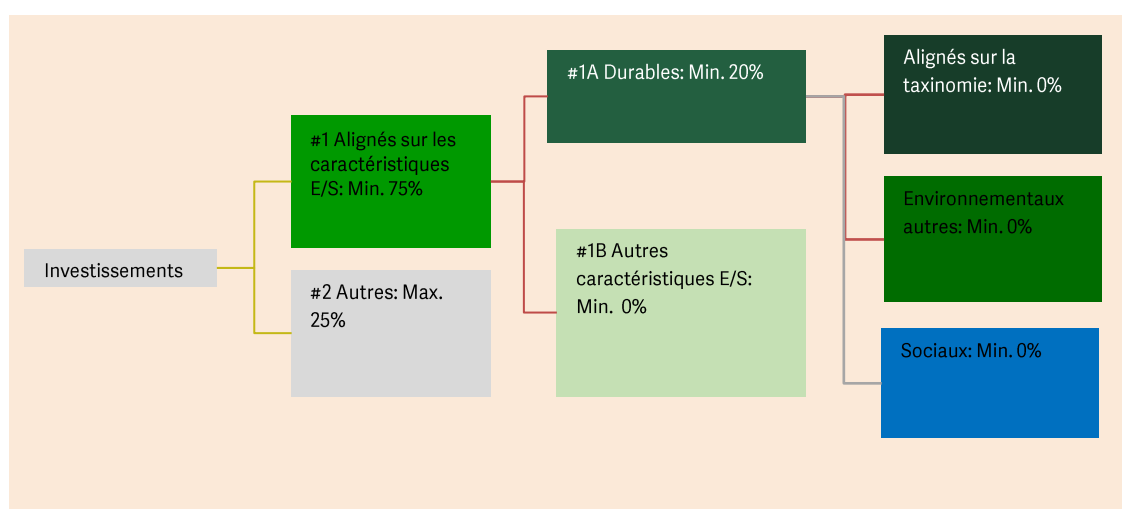 Investissements
#1 Alignés sur les
caractéristiques
E/S: Min. 75%
#2 Autres: Max.
25%
#1A Durables: Min. 20%
#1B Autres
caractéristiques E/S:
Min. 0%
Alignés sur la
taxinomie: Min. 0%
Environnementaux
autres: Min. 0%
Sociaux: Min. 0%